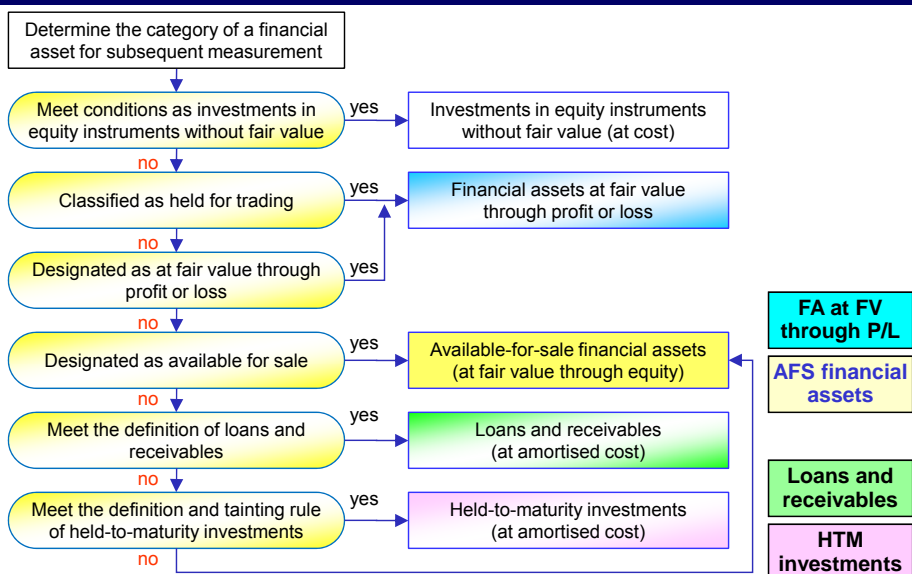 Determine the category of a financial
asset for subsequent measurement
Meet conditions as investments in
equity instruments without fair value
yes
Investments in equity instruments
without fair value (at cost)
no
Classified as held for trading
yes
Financial assets at fair value
through profit or loss
no
Designated as at fair value through
profit or loss
yes
no
Designated as available for sale
yes
Available-for-sale financial assets
(at fair value through equity)
no
Meet the definition of loans and
receivables
yes
Loans and receivables
(at amortised cost)
no
Meet the definition and tainting rule
of held-to-maturity investments
yes
Held-to-maturity investments
(at amortised cost)
no
FA at FV
through P/L
AFS financial
assets
Loans and
receivables
HTM
investments